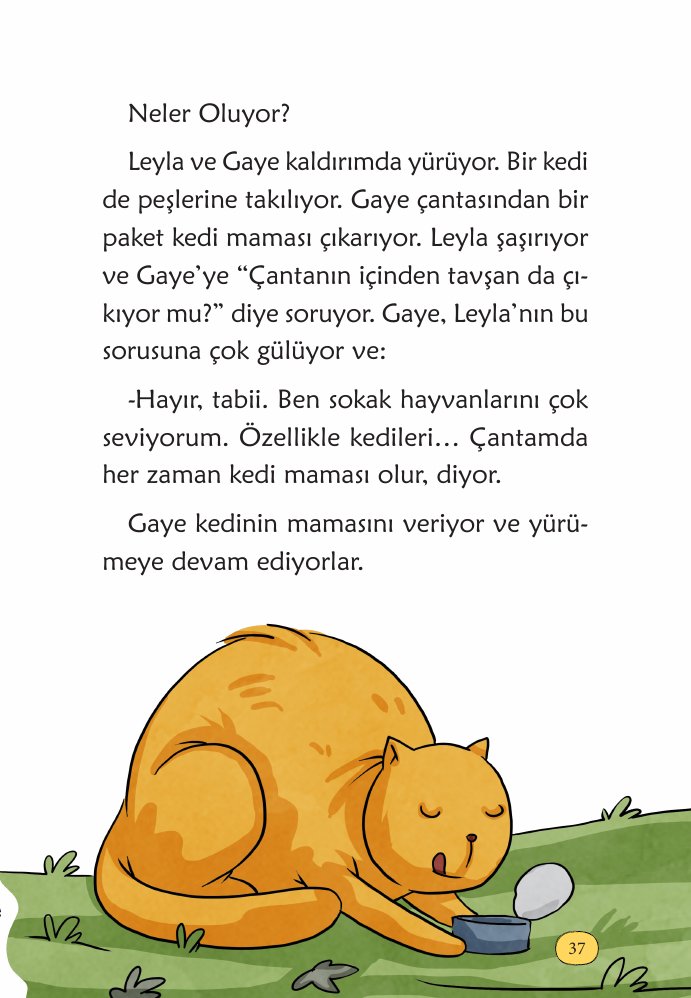 Neler Oluyor?
Leyla ve Gaye kaldırımda yürüyor. Bir kedi
de peşlerine takılıyor. Gaye çantasından bir
paket kedi maması çıkarıyor. Leyla şaşırıyor
ve Gaye’ye “Çantanın içinden tavşan da çı-
kıyor mu?” diye soruyor. Gaye, Leyla’nın bu
sorusuna çok gülüyor ve:
-Hayır, tabii. Ben sokak hayvanlarını çok
seviyorum. Özellikle kedileri… Çantamda
her zaman kedi maması olur, diyor.
Gaye kedinin mamasını veriyor ve yürü-
meye devam ediyorlar.
37